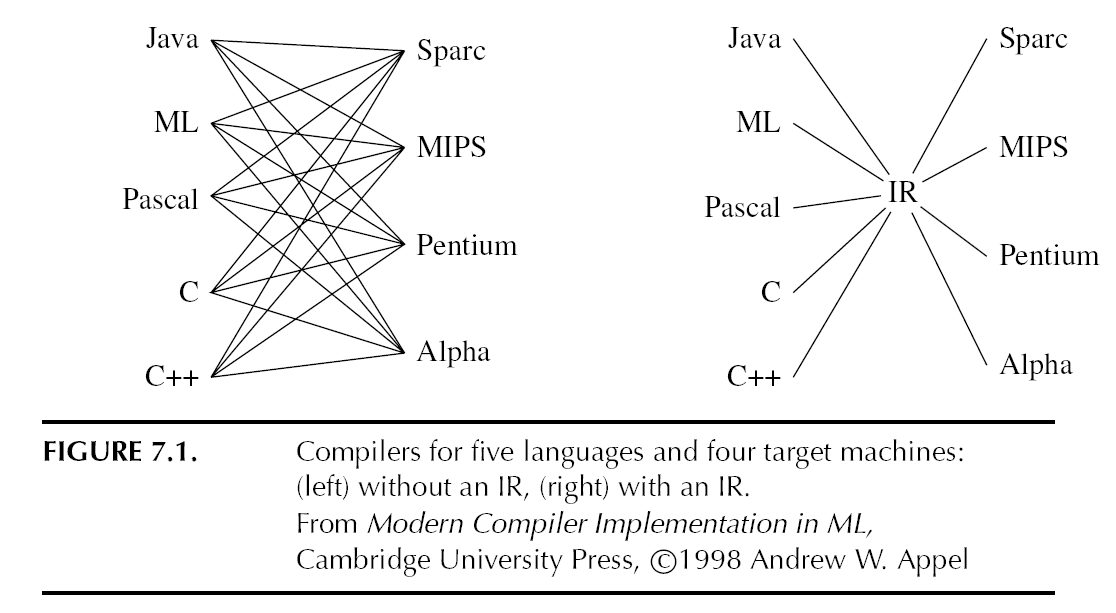 Java
ML
Pascal
C
C++
Sparc
MIPS
Pentium
Alpha
Java
ML
Pascal
C
C++
IR
Sparc
MIPS
Pentium
Alpha
FIGURE 7.1.
Compilers for five languages and four target machines:
(left) without an IR, (right) with an IR.
From Modern Compiler Implementation in ML,
Cambridge University Press, ©1998 Andrew W. Appel